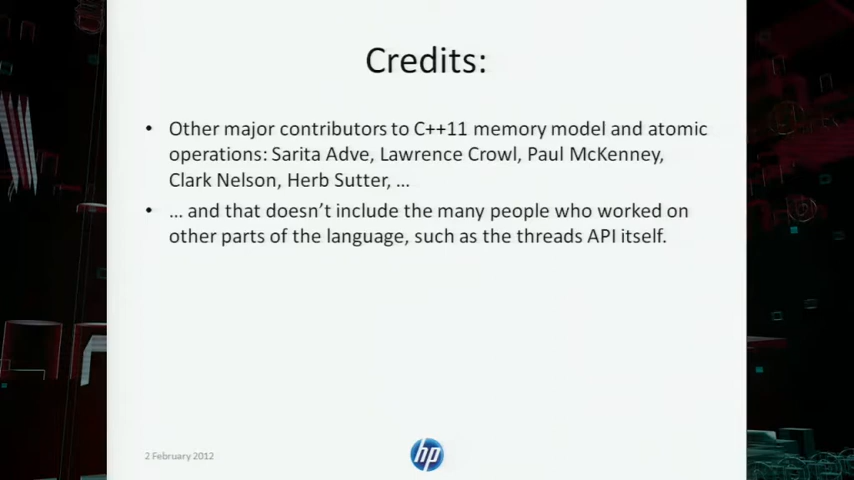 Credits:
• Other major contributors to C++11 memory model and atomic
operations: Sarita Adve, Lawrence Crowl, Paul McKenney,
Clark Nelson, Herb Sutter, …
• … and that doesn’t include the many people who worked on
other parts of the language, such as the threads API itself.
2 February 2012
hp